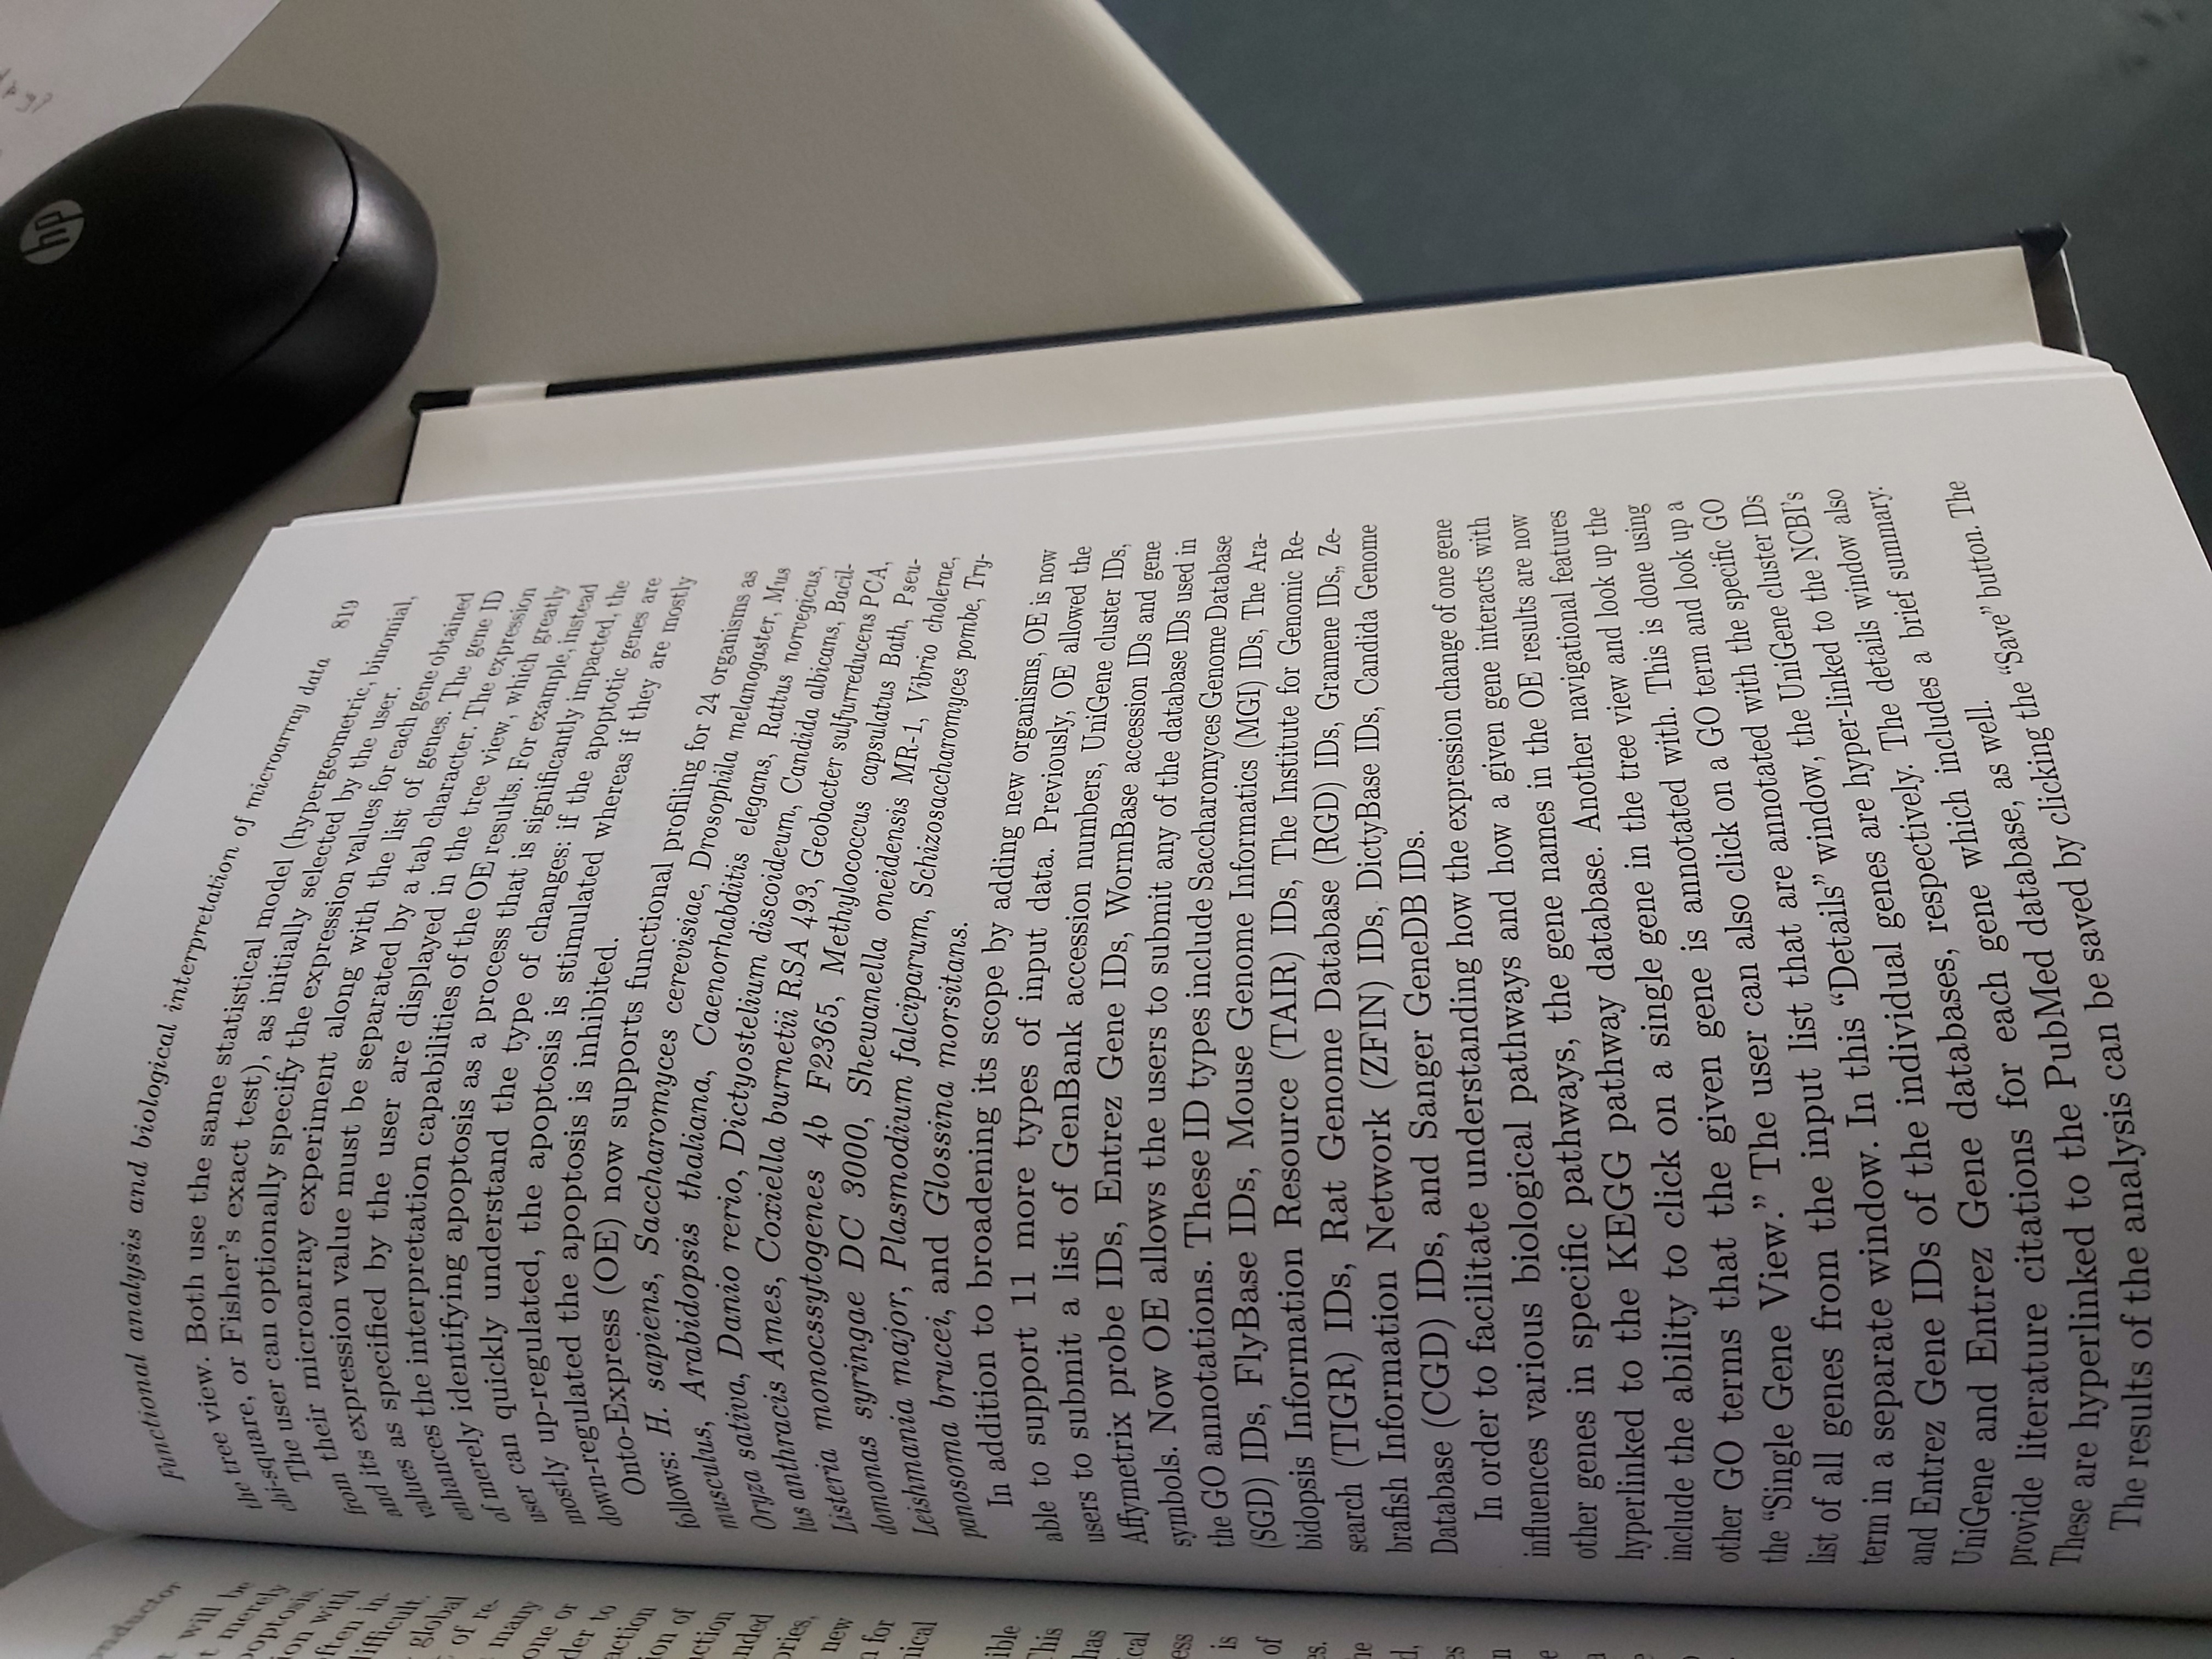 will be
merely
with
in-
global
of re-
many
one or
to
of
new
for
This
has
is
of
Functional analysis and biological interpretation of microarray data 819
the tree view. Both use the same statistical model (hypergeometric, binomial,
chi-square, or Fisher's exact test), as initially selected by the user.
The user can optionally specify the expression values for each gene obtained
from their microarray experiment along with the list of genes. The gene ID
and its expression value must be separated by a tab character. The expression
values as specified by the user are displayed in the tree view, which greatly
enhances the interpretation capabilities of the OE results. For example, instead
of merely identifying apoptosis as a process that is significantly impacted, the
user can quickly understand the type of changes: if the apoptotic genes are
mostly up-regulated, the apoptosis is stimulated whereas if they are mostly
down-regulated the apoptosis is inhibited.
Onto-Express (OE) now supports functional profiling for 24 organisms as
follows: H. sapiens, Saccharomyces cerevisiae, Drosophila melanogaster, Mus
musculus, Arabidopsis thaliana, Caenorhabditis elegans, Rattus norvegicus,
Oryza sativa, Danio rerio, Dictyostelium discoideum, Candida albicans, Bacil-
lus anthracis Ames, Coxiella burnetii RSA 493, Geobacter sulfurreducens PCA,
Listeria monocssytogenes 4b F2365, Methylococcus capsulatus Bath, Pseu-
domonas syringae DC 3000, Shewanella oneidensis MR-1, Vibrio cholerae,
Leishmania major, Plasmodium falciparum, Schizosaccharomyces pombe, Try-
panosoma brucei, and Glossina morsitans.
In addition to broadening its scope by adding new organisms, OE is now
able to support 11 more types of input data. Previously, OE allowed the
users to submit a list of GenBank accession numbers, UniGene cluster IDs,
Affymetrix probe IDs, Entrez Gene IDs, WormBase accession IDs and gene
symbols. Now OE allows the users to submit any of the database IDs used in
the GO annotations. These ID types include Saccharomyces Genome Database
(SGD) IDs, FlyBase IDs, Mouse Genome Informatics (MGI) IDs, The Ara-
bidopsis Information Resource (TAIR) IDs, The Institute for Genomic Re-
search (TIGR) IDs, Rat Genome Database (RGD) IDs, Gramene IDs,, Ze-
brafish Information Network (ZFIN) IDs, DictyBase IDs, Candida Genome
Database (CGD) IDs, and Sanger GeneDB IDs.
In order to facilitate understanding how the expression change of one gene
influences various biological pathways and how a given gene interacts with
other genes in specific pathways, the gene names in the OE results are now
hyperlinked to the KEGG pathway database. Another navigational features
include the ability to click on a single gene in the tree view and look up the
other GO terms that the given gene is annotated with. This is done using
the “Single Gene View.” The user can also click on a GO term and look up a
list of all genes from the input list that are annotated with the specific GO
term in a separate window. In this “Details” window, the UniGene cluster IDs
and Entrez Gene IDs of the individual genes are hyper-linked to the NCBI's
UniGene and Entrez Gene databases, respectively. The details window also
provide literature citations for each gene which includes a brief summary.
These are hyperlinked to the PubMed database, as well.
The results of the analysis can be saved by clicking the “Save” button. The
hp